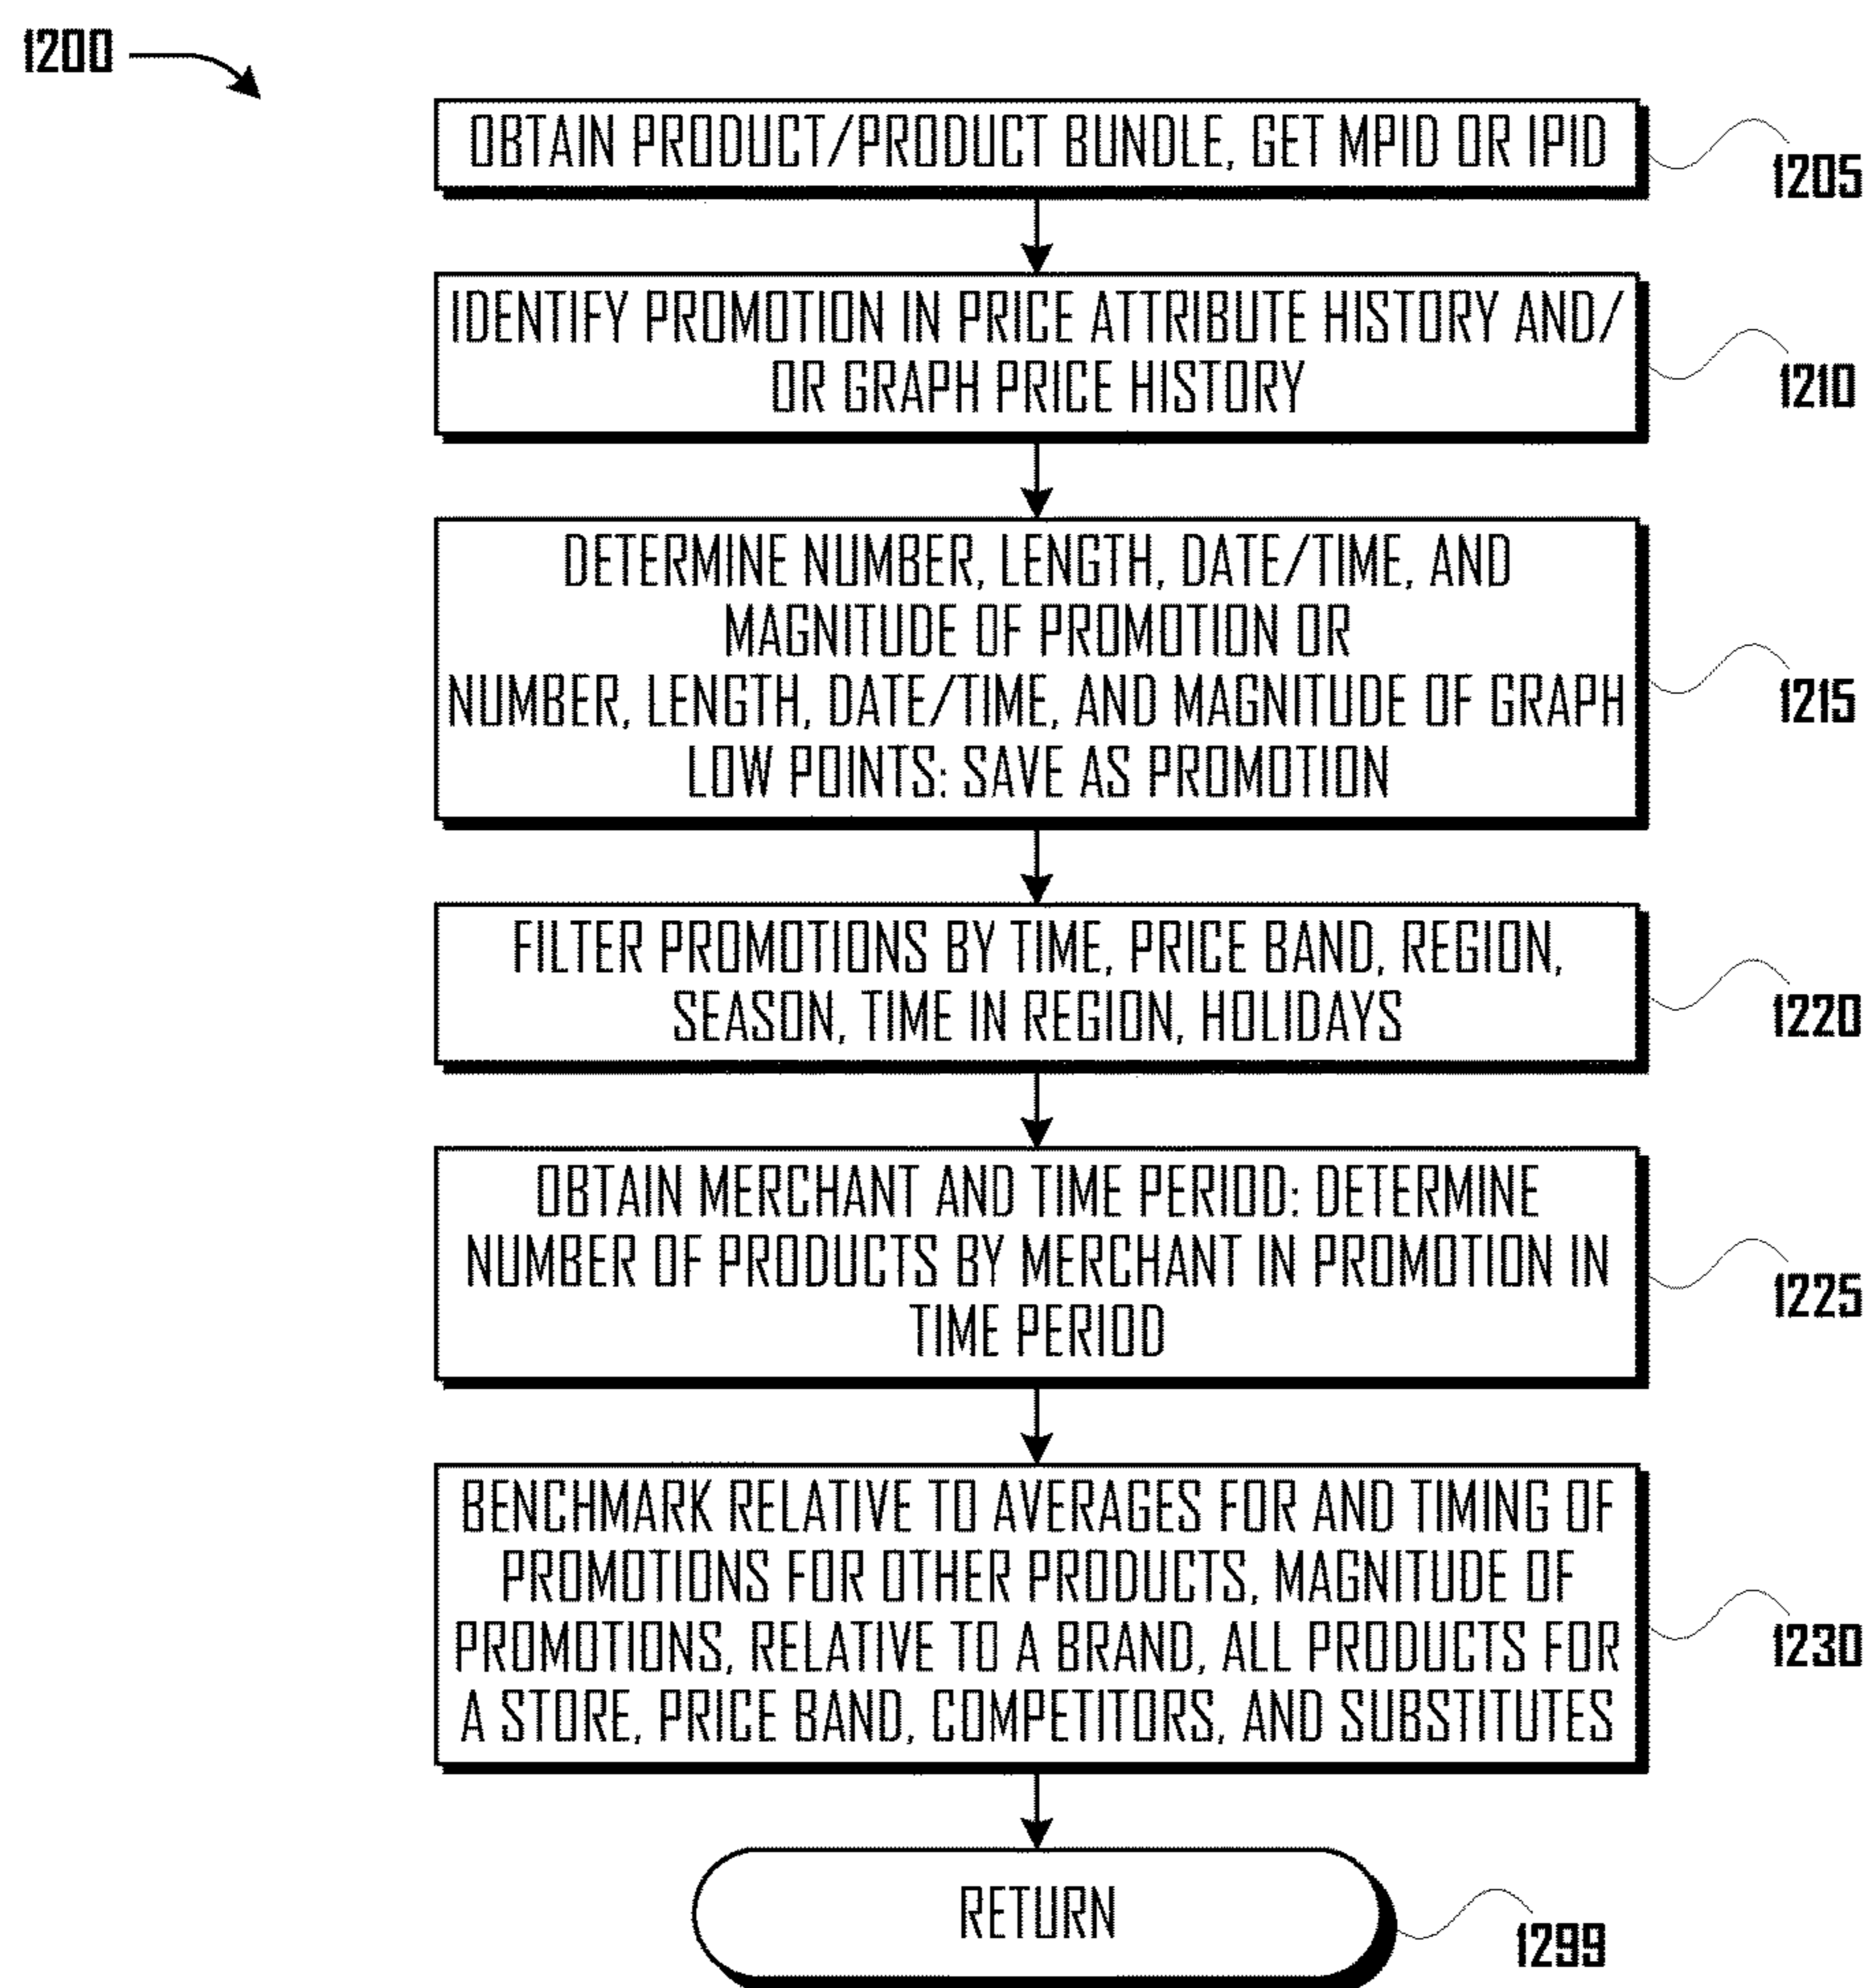 1200
OBTAIN PRODUCT/PRODUCT BUNDLE, GET MPID OR IPID
1205
IDENTIFY PROMOTION IN PRICE ATTRIBUTE HISTORY AND/
OR GRAPH PRICE HISTORY
1210
DETERMINE NUMBER, LENGTH, DATE/TIME, AND
MAGNITUDE OF PROMOTION OR
NUMBER, LENGTH, DATE/TIME, AND MAGNITUDE OF GRAPH
LOW POINTS: SAVE AS PROMOTION
1215
FILTER PROMOTIONS BY TIME, PRICE BAND, REGION,
SEASON, TIME IN REGION, HOLIDAYS
1220
OBTAIN MERCHANT AND TIME PERIOD: DETERMINE
NUMBER OF PRODUCTS BY MERCHANT IN PROMOTION IN
TIME PERIOD
1225
BENCHMARK RELATIVE TO AVERAGES FOR AND TIMING OF
PROMOTIONS FOR OTHER PRODUCTS, MAGNITUDE OF
PROMOTIONS, RELATIVE TO A BRAND, ALL PRODUCTS FOR
A STORE, PRICE BAND, COMPETITORS, AND SUBSTITUTES
1230
RETURN
1299